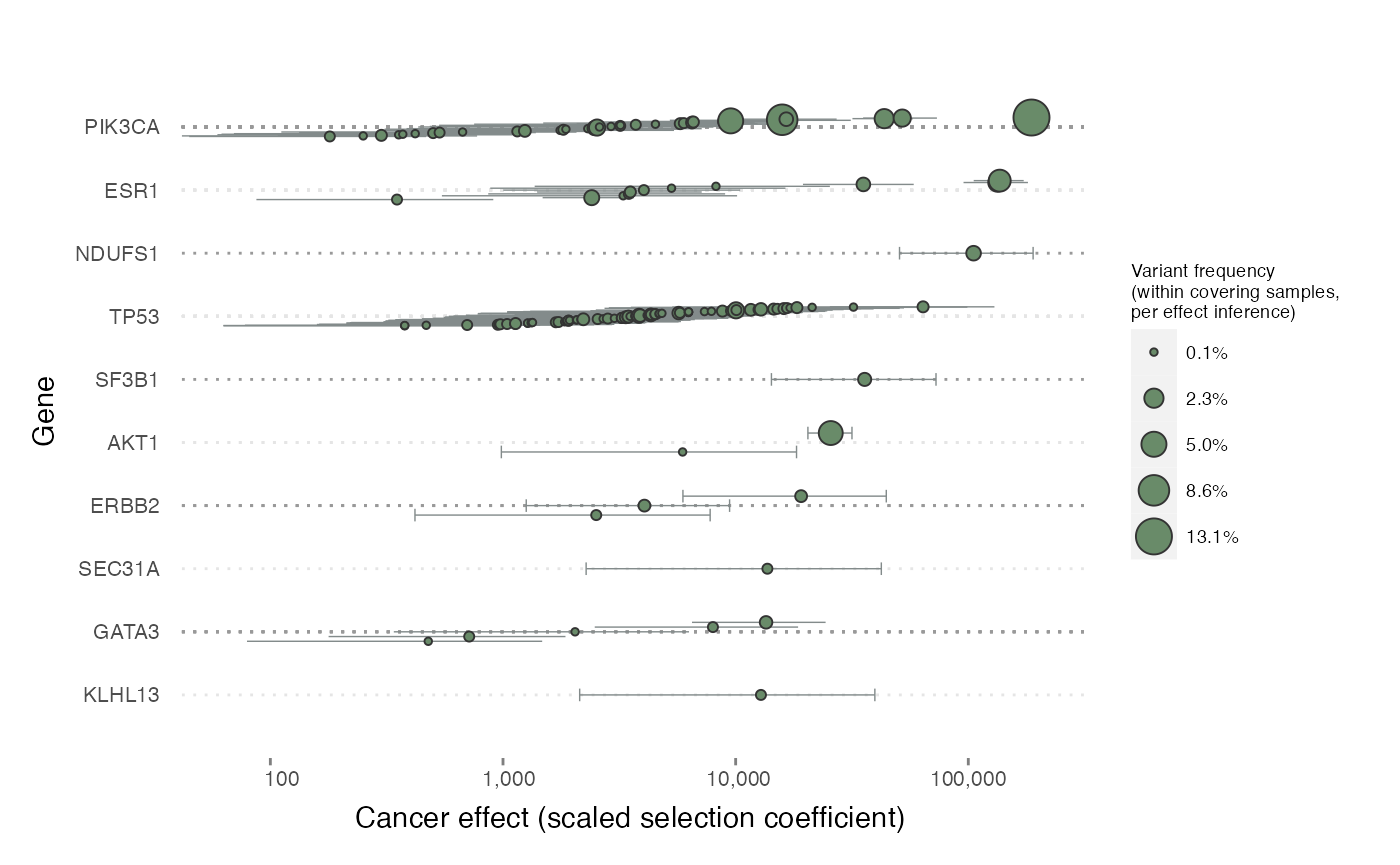 PIK3CA
ESR1
NDUFS1
TP53
SF3B1
AKT1
ERBB2
SEC31A
GATA3
KLHL13
Gene
100
1,000
10,000
100,000
Cancer effect (scaled selection coefficient)
Variant frequency
(within covering samples,
per effect inference)
0.1%
2.3%
5.0%
8.6%
13.1%